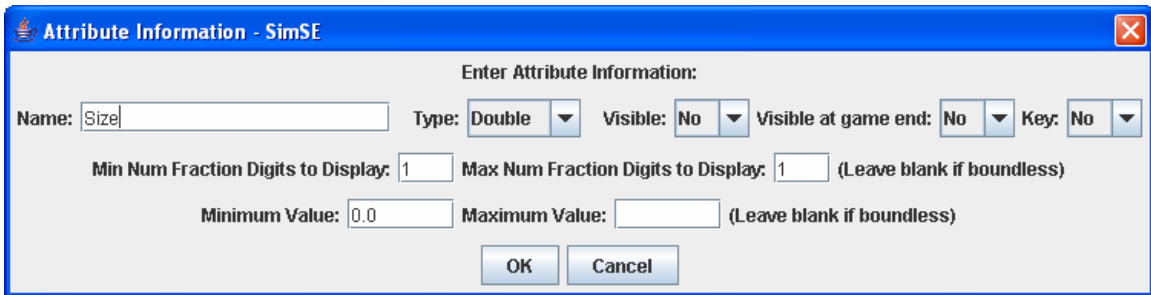 Attribute Information - SimSE
Enter Attribute Information:
Name: Size Type: Double Visible: No Visible at game end: No Key: No
Min Num Fraction Digits to Display: 1 Max Num Fraction Digits to Display: 1 (Leave blank if boundless)
Minimum Value: 0.0 Maximum Value: (Leave blank if boundless)
OK Cancel